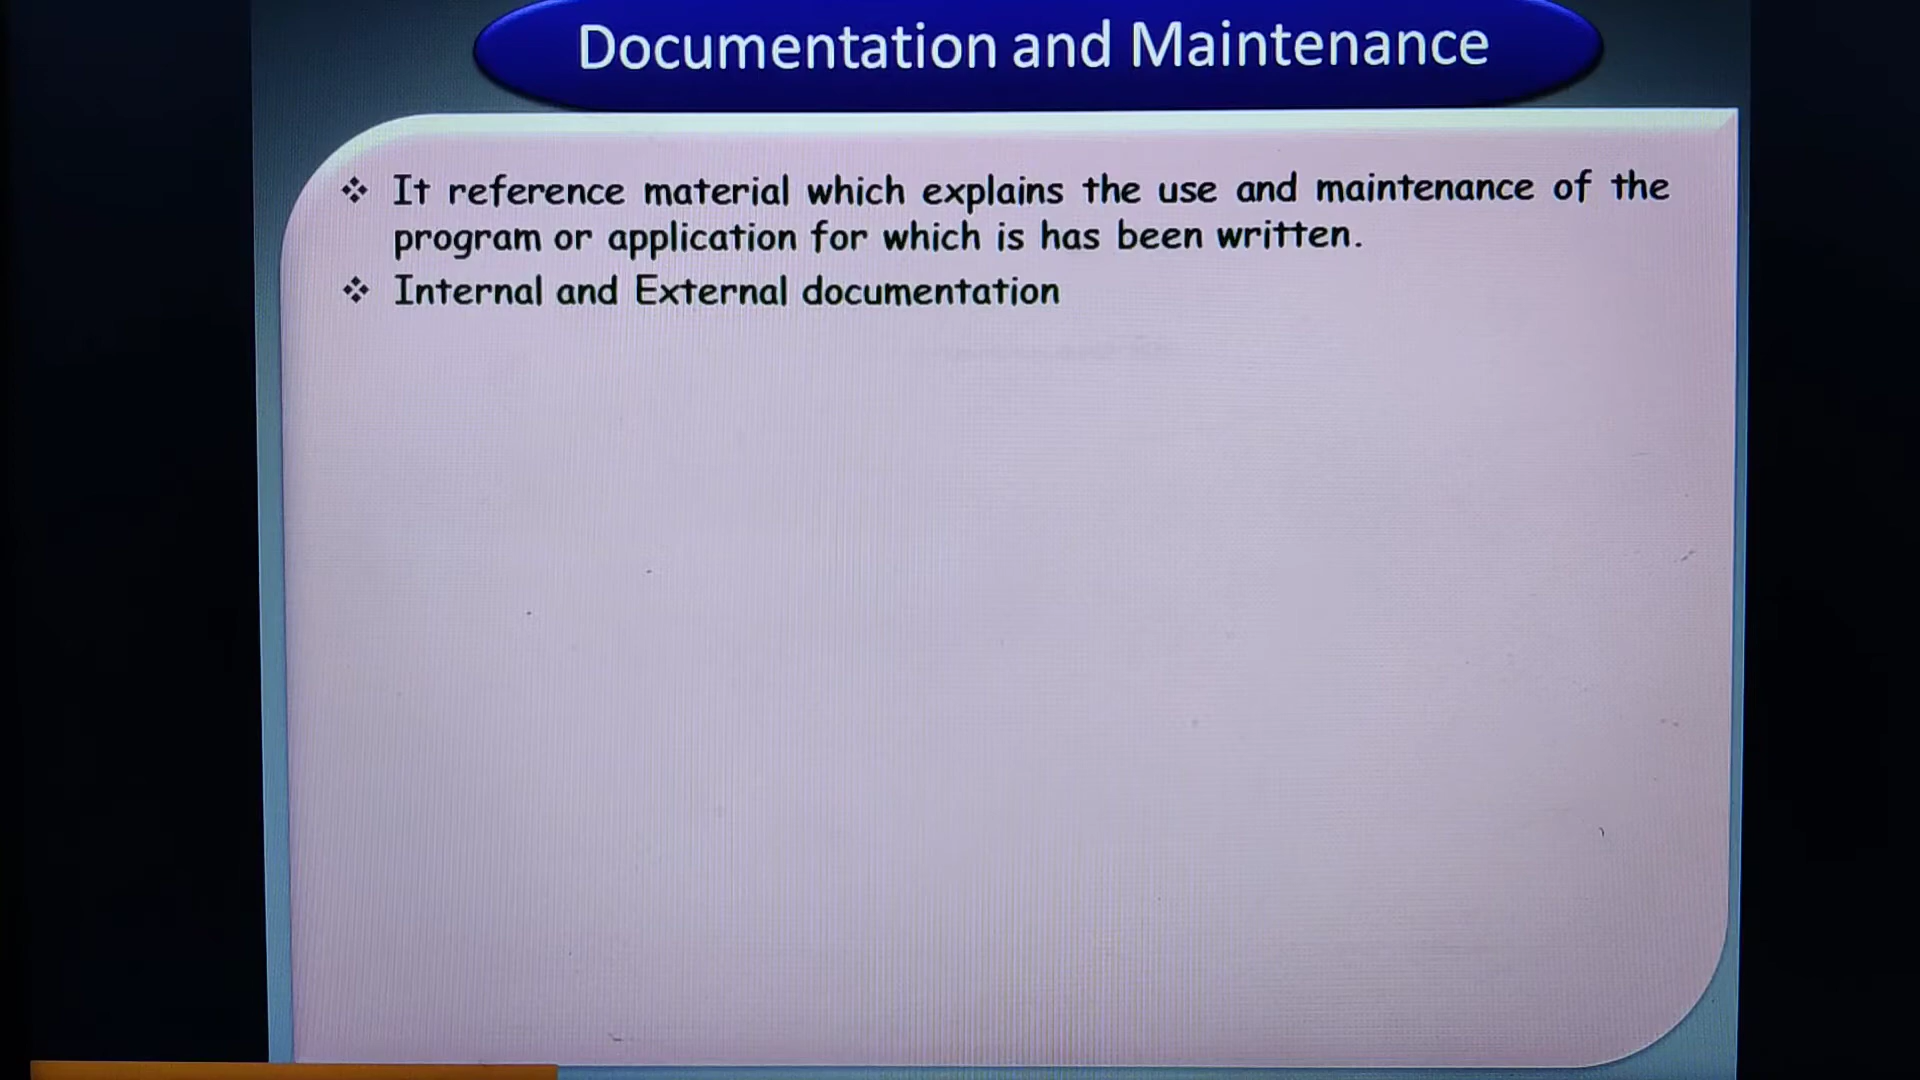 Documentation and Maintenance
❖ It reference material which explains the use and maintenance of the
program or application for which is has been written.
❖ Internal and External documentation